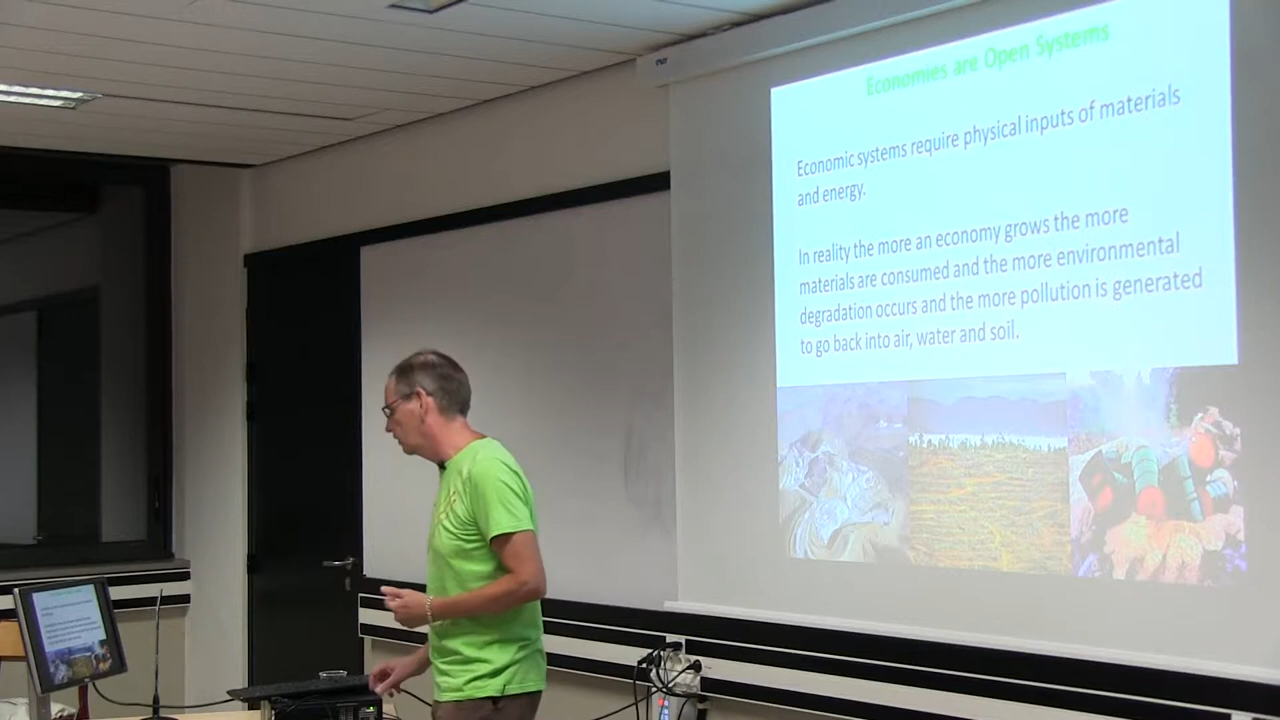 Economies are Open Systems
Economic systems require physical inputs of materials
and energy.
In reality the more an economy grows the more
materials are consumed and the more environmental
degradation occurs and the more pollution is generated
to go back into air, water and soil.